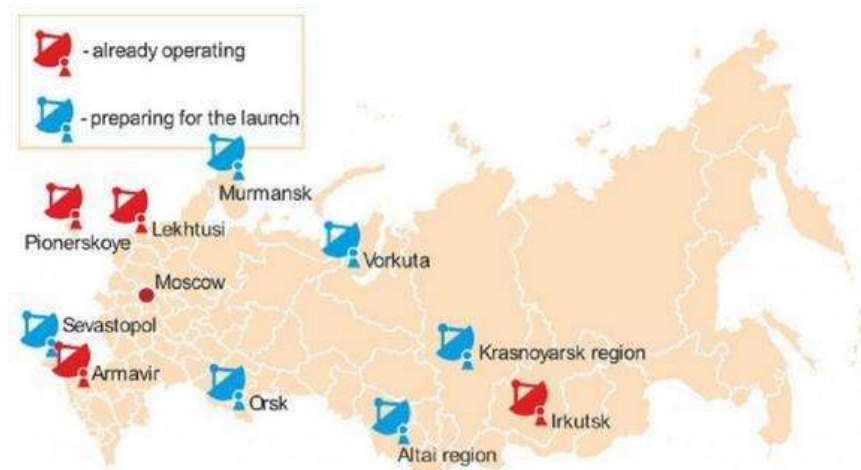 - already operating
- preparing for the launch
Murmansk
Lekhtusi
Pionerskoye
Vorkuta
Moscow
Sevastopol
Krasnoyarsk region
Armavir
Orsk
Irkutsk
Altai region